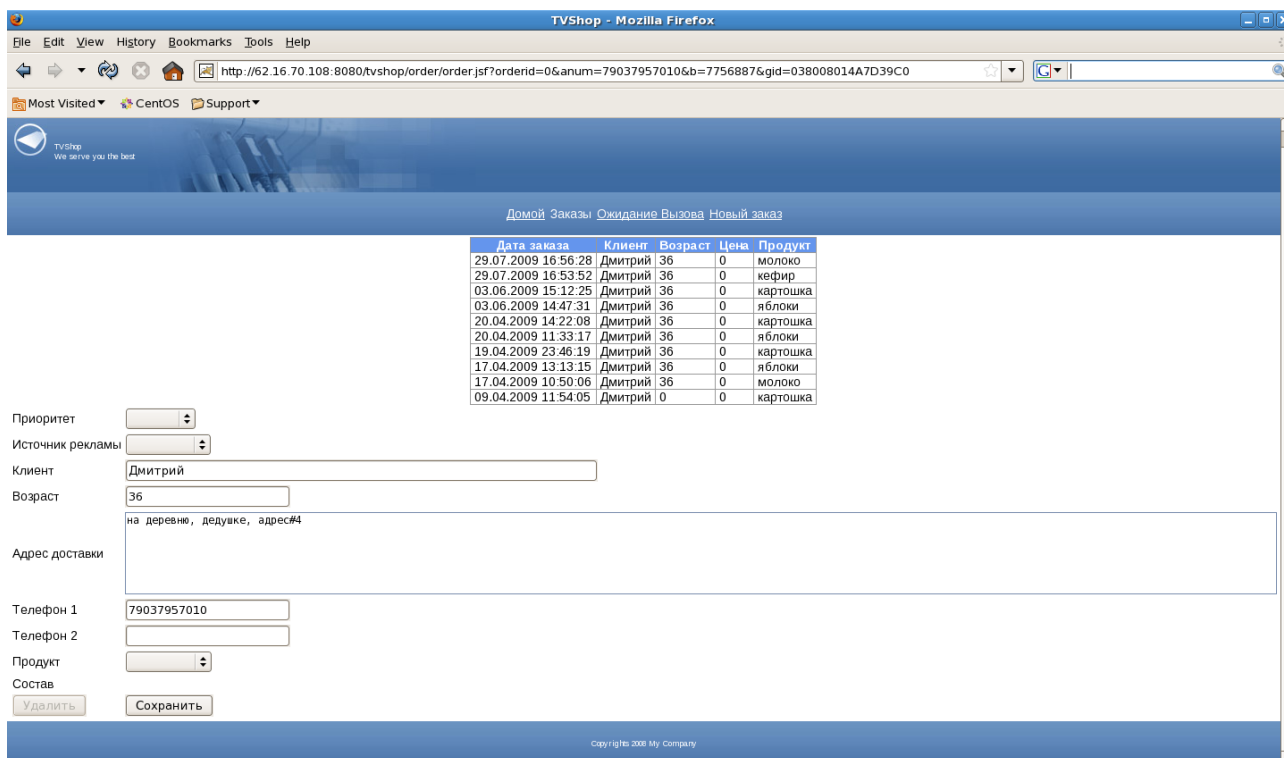 TVShop - Mozilla Firefox
File Edit View History Bookmarks Tools Help
http://62.16.70.108:8080/tvshop/order/order.jsf?orderid=0&anum=79037957010&b=7756887&gid=038008014A7D39C0
G
Most Visited CentOS Support
TVShop
We serve you the best
Домой Заказы Ожидание Вызова Новый заказ
Дата заказа Клиент Возраст Цена Продукт
29.07.2009 16:56:28 Дмитрий 36 0 молоко
29.07.2009 16:53:52 Дмитрий 36 0 кефир
03.06.2009 15:12:25 Дмитрий 36 0 картошка
03.06.2009 14:47:31 Дмитрий 36 0 яблоки
20.04.2009 14:22:08 Дмитрий 36 0 картошка
20.04.2009 11:33:17 Дмитрий 36 0 яблоки
19.04.2009 23:46:19 Дмитрий 36 0 картошка
17.04.2009 13:13:15 Дмитрий 36 0 яблоки
17.04.2009 10:50:06 Дмитрий 36 0 молоко
09.04.2009 11:54:05 Дмитрий 0 0 картошка
Приоритет
Источник рекламы
Клиент Дмитрий
Возраст 36
на деревню, дедушке, адрес#4
Адрес доставки
Телефон 1 79037957010
Телефон 2
Продукт
Состав
Удалить Сохранить
Copyrights 2008 My Company